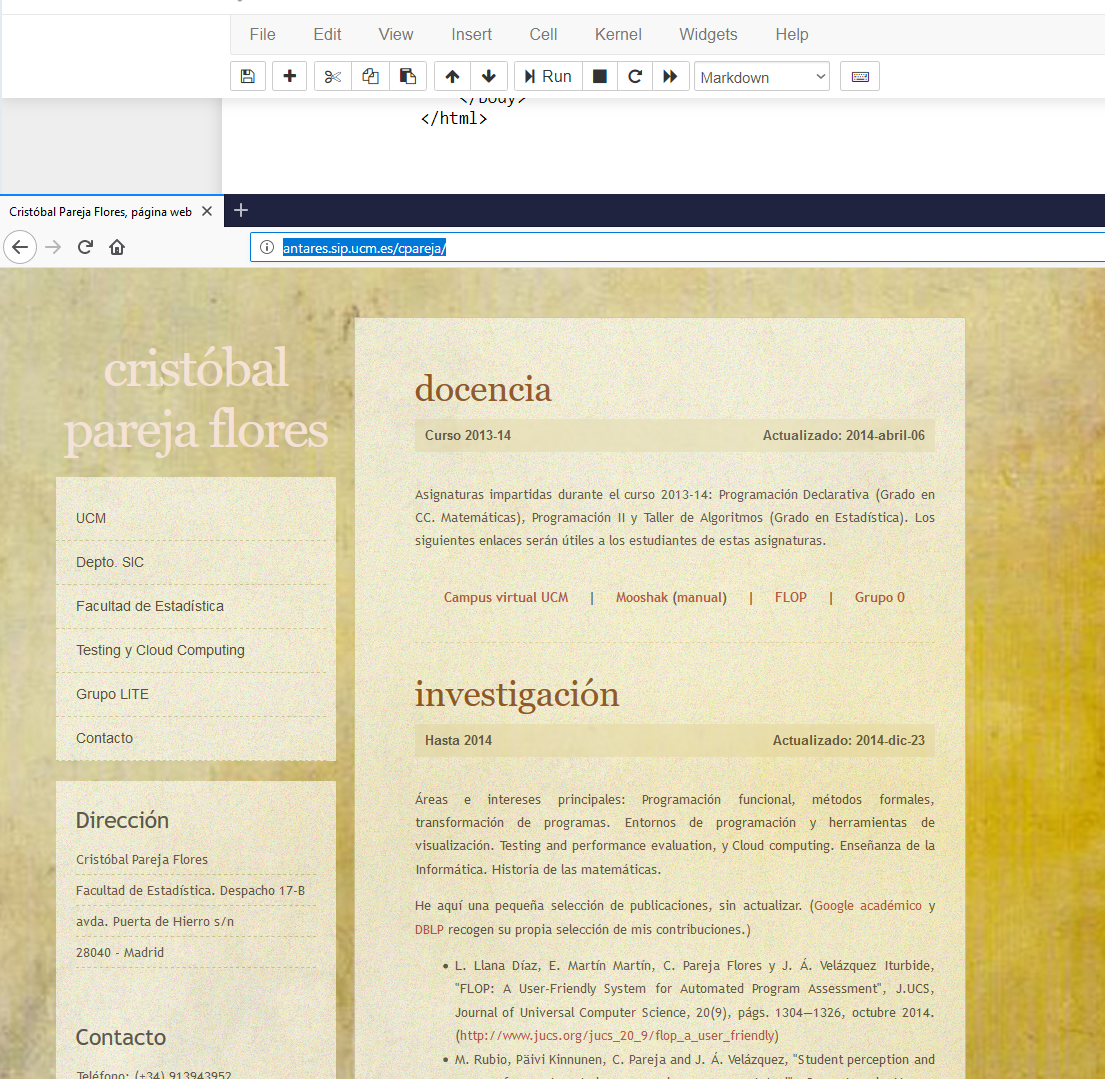 File Edit View Insert Cell Kernel Widgets Help
Run Markdown
</body>
</html>
Cristóbal Pareja Flores, página web
antares.sip.ucm.es/cpareja/
cristóbal
pareja flores
UCM
Depto. SIC
Facultad de Estadística
Testing y Cloud Computing
Grupo LITE
Contacto
Dirección
Cristóbal Pareja Flores
Facultad de Estadística. Despacho 17-B
avda. Puerta de Hierro s/n
28040 - Madrid
Contacto
Teléfono: (+34) 913943952
docencia
Curso 2013-14 Actualizado: 2014-abril-06
Asignaturas impartidas durante el curso 2013-14: Programación Declarativa (Grado en
CC. Matemáticas), Programación II y Taller de Algoritmos (Grado en Estadística). Los
siguientes enlaces serán útiles a los estudiantes de estas asignaturas.
Campus virtual UCM | Mooshak (manual) | FLOP | Grupo 0
investigación
Hasta 2014 Actualizado: 2014-dic-23
Áreas e intereses principales: Programación funcional, métodos formales,
transformación de programas. Entornos de programación y herramientas de
visualización. Testing and performance evaluation, y Cloud computing. Enseñanza de la
Informática. Historia de las matemáticas.
He aquí una pequeña selección de publicaciones, sin actualizar. (Google académico y
DBLP recogen su propia selección de mis contribuciones.)
• L. Llana Díaz, E. Martín Martín, C. Pareja Flores y J. Á. Velázquez Iturbide,
"FLOP: A User-Friendly System for Automated Program Assessment", J.UCS,
Journal of Universal Computer Science, 20(9), págs. 1304—1326, octubre 2014.
(http://www.jucs.org/jucs_20_9/flop_a_user_friendly)
• M. Rubio, Päivi Kinnunen, C. Pareja and J. Á. Velázquez, "Student perception and